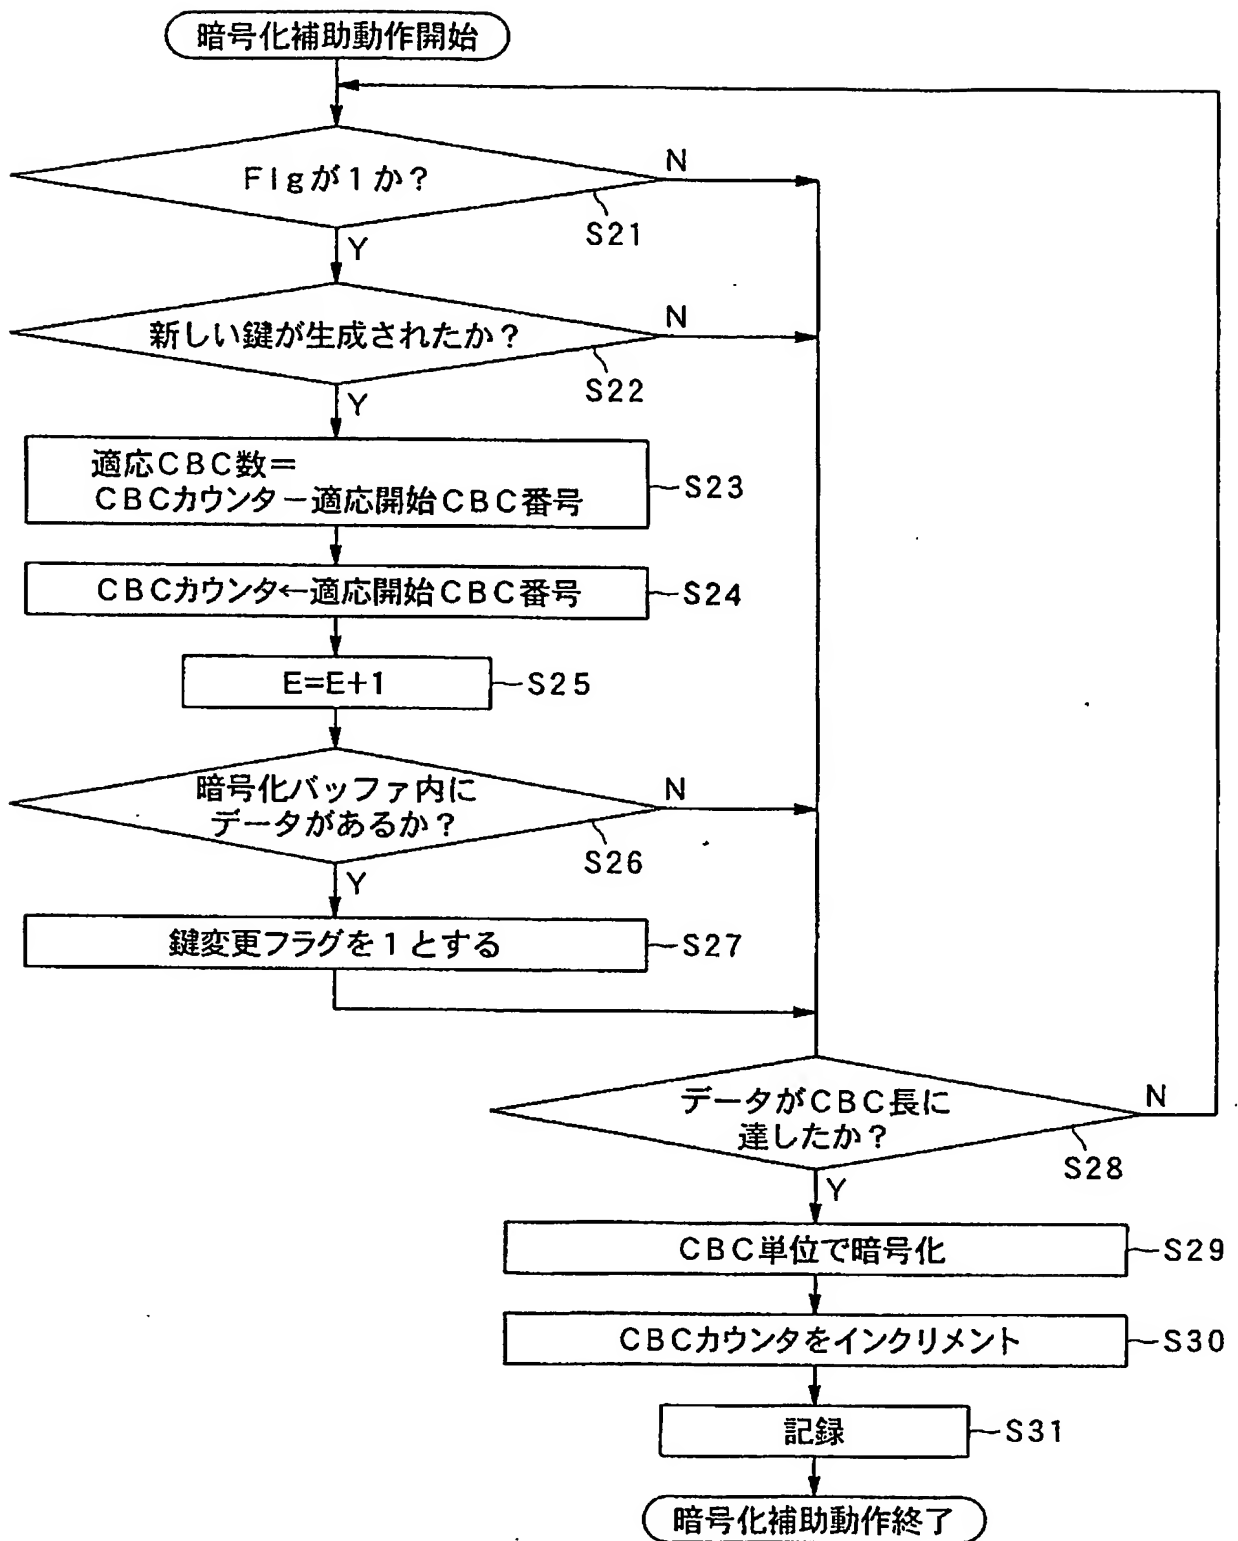 暗号化補助動作開始
Flgが1か?
N
S21
Y
新しい鍵が生成されたか?
N
S22
Y
適応CBC数=
CBCカウンター適応開始CBC番号
S23
CBCカウンタ←適応開始CBC番号
S24
E=E+1
S25
暗号化バッファ内に
データがあるか?
N
S26
Y
鍵変更フラグを1とする
S27
データがCBC長に
達したか?
N
S28
Y
CBC単位で暗号化
S29
CBCカウンタをインクリメント
S30
記録
S31
暗号化補助動作終了